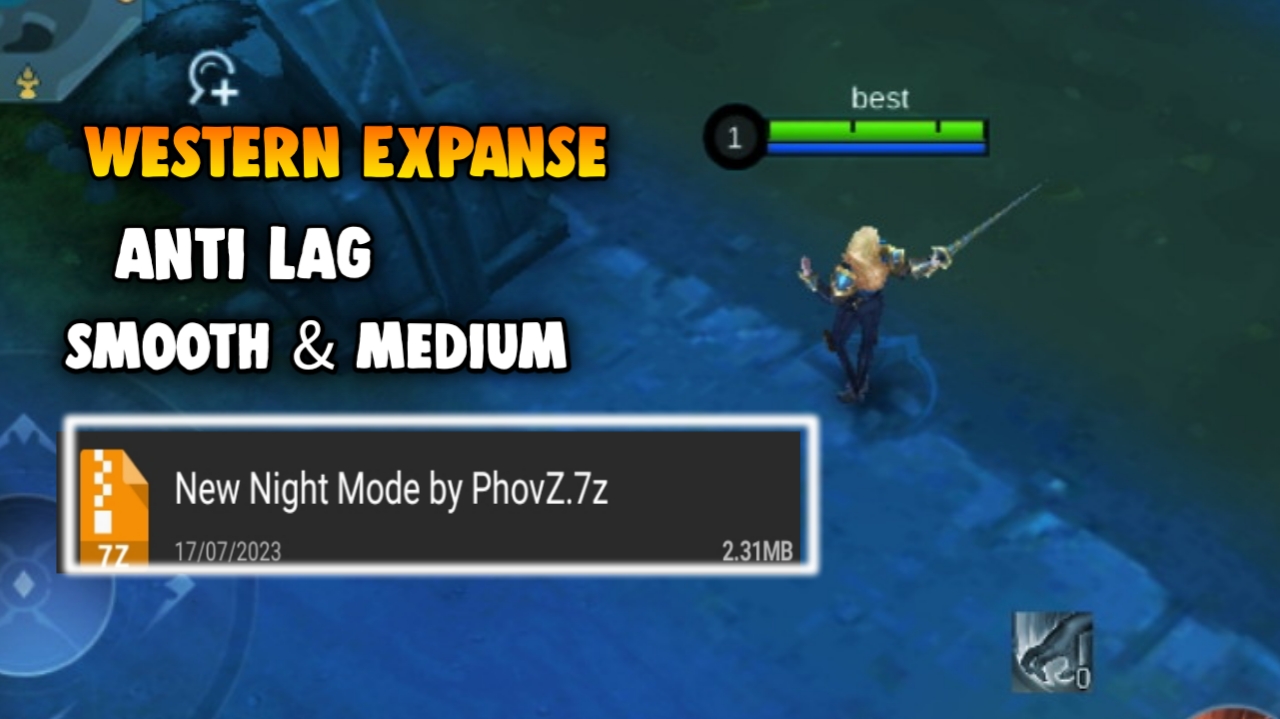 best
1
WESTERN EXPANSE
ANTI LAG
SMOOTH & MEDIUM
New Night Mode by PhovZ.7z
7Z
17/07/2023 2.31MB
0